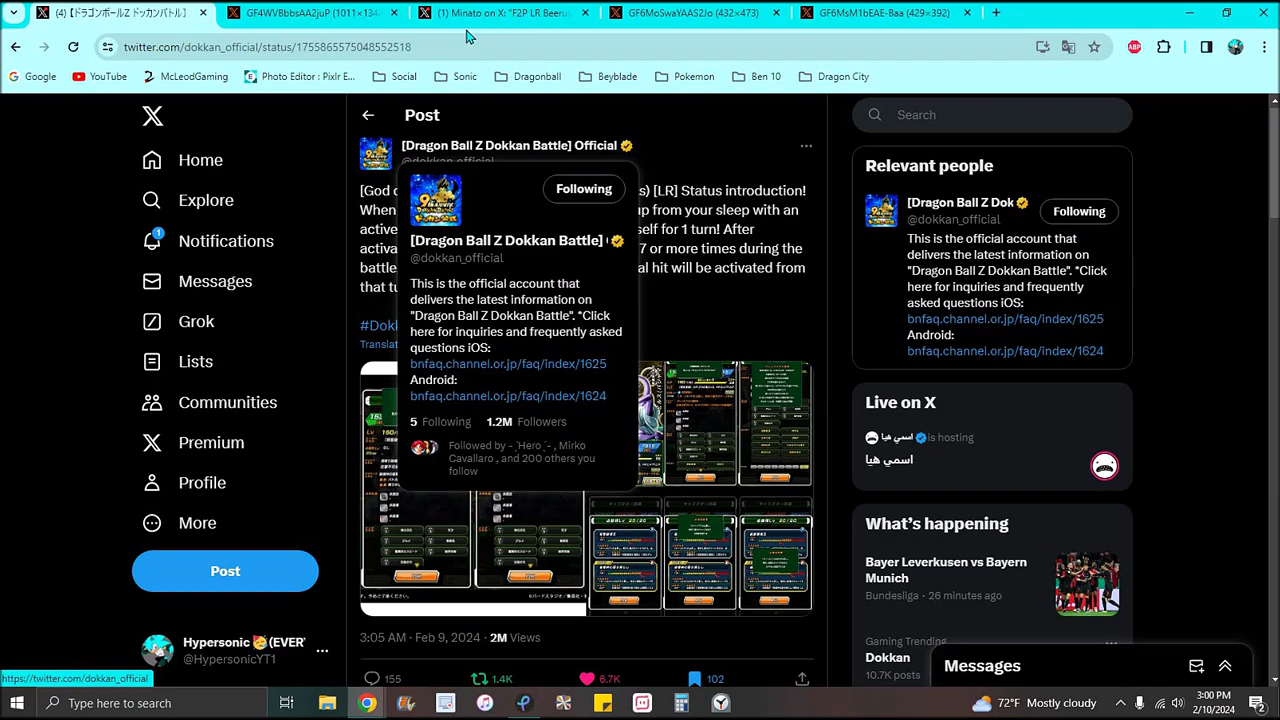 (4) 【ドラゴンボールZ ドッカンバトル】
GF4WVBbbsAA2juP (1011×134
(1) Minato on X: "F2P LR Beerus
GF6MoSwaYAAS2Jo (432×473)
GF6MsM1bEAE-Baa (429×392)
twitter.com/dokkan_official/status/1755865575048552518
Google
YouTube
McLeodGaming
Photo Editor : Pixlr E...
Social
Sonic
Dragonball
Beyblade
Pokemon
Ben 10
Dragon City
Home
Explore
1
Notifications
Messages
Grok
Lists
Communities
Premium
Profile
More
Post
Hypersonic (EVER
@HypersonicYT1
Post
[Dragon Ball Z Dokkan Battle] Official
[LR] Status introduction!
When
up from your sleep with an
active
self for 1 turn! After
7 or more times during the
al hit will be activated from
that tu
#Dok
Translat
Following
[Dragon Ball Z Dokkan Battle]
@dokkan_official
This is the official account that
delivers the latest information on
"Dragon Ball Z Dokkan Battle". *Click
here for inquiries and frequently asked
questions iOS:
bnfaq.channel.or.jp/faq/index/1625
Android:
bnfaq.channel.or.jp/faq/index/1624
5 Following 1.2M Followers
Followed by -`Hero ́-, Mirko
Cavallaro , and 200 others you
follow
3:05 AM · Feb 9, 2024 · 2M Views
155
1.4K
6.7K
102
Search
Relevant people
[Dragon Ball Z Dok
@dokkan_official
Following
This is the official account that
delivers the latest information on
"Dragon Ball Z Dokkan Battle". *Click
here for inquiries and frequently
asked questions iOS:
bnfaq.channel.or.jp/faq/index/1625
Android:
bnfaq.channel.or.jp/faq/index/1624
Live on X
اسمي هيا is hosting
اسمي هيا
What's happening
Bayer Leverkusen vs Bayern
Munich
Bundesliga · 26 minutes ago
Gaming Trending
Dokkan
10.7K posts
Messages
https://twitter.com/dokkan_official
Type here to search
72°F Mostly cloudy
3:00 PM
2/10/2024
2